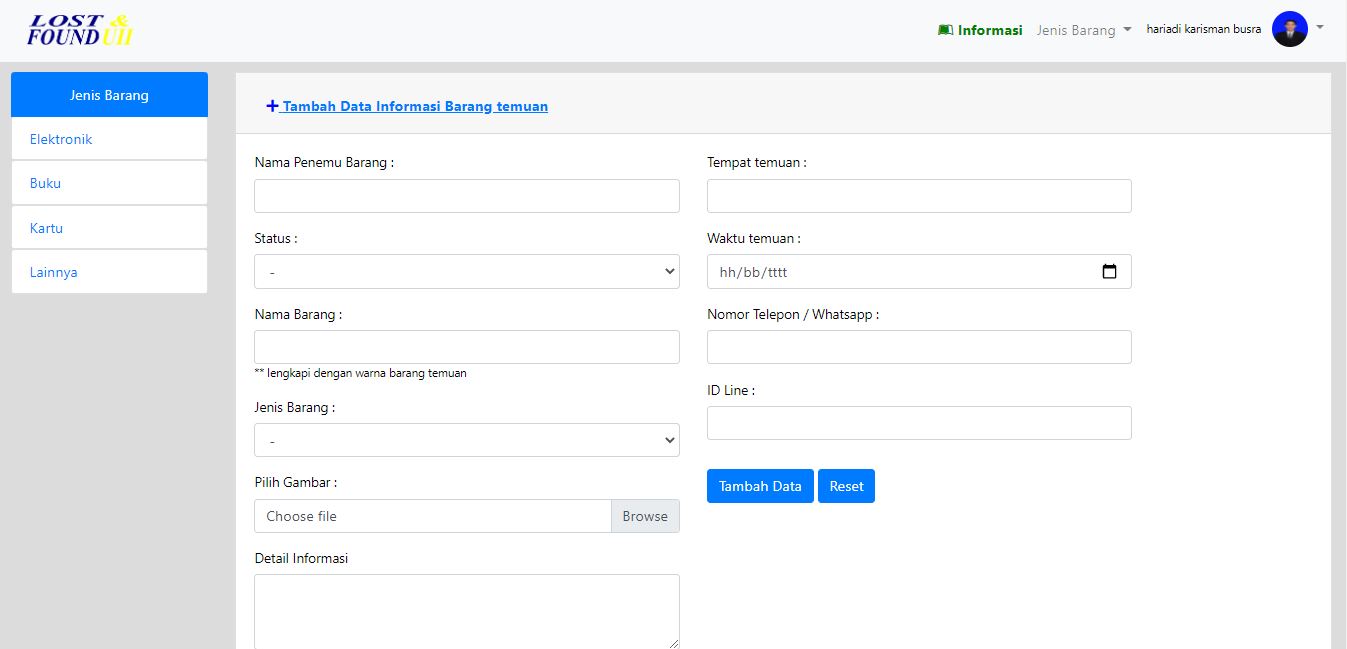 LOST &
FOUND UII
Informasi
Jenis Barang
hariadi karisman busra
Jenis Barang
Elektronik
Buku
Kartu
Lainnya
Tambah Data Informasi Barang temuan
Nama Penemu Barang :
Status :
-
Nama Barang :
** lengkapi dengan warna barang temuan
Jenis Barang :
-
Pilih Gambar :
Choose file
Browse
Detail Informasi
Tempat temuan :
Waktu temuan :
hh/bb/tttt
Nomor Telepon / Whatsapp :
ID Line :
Tambah Data
Reset